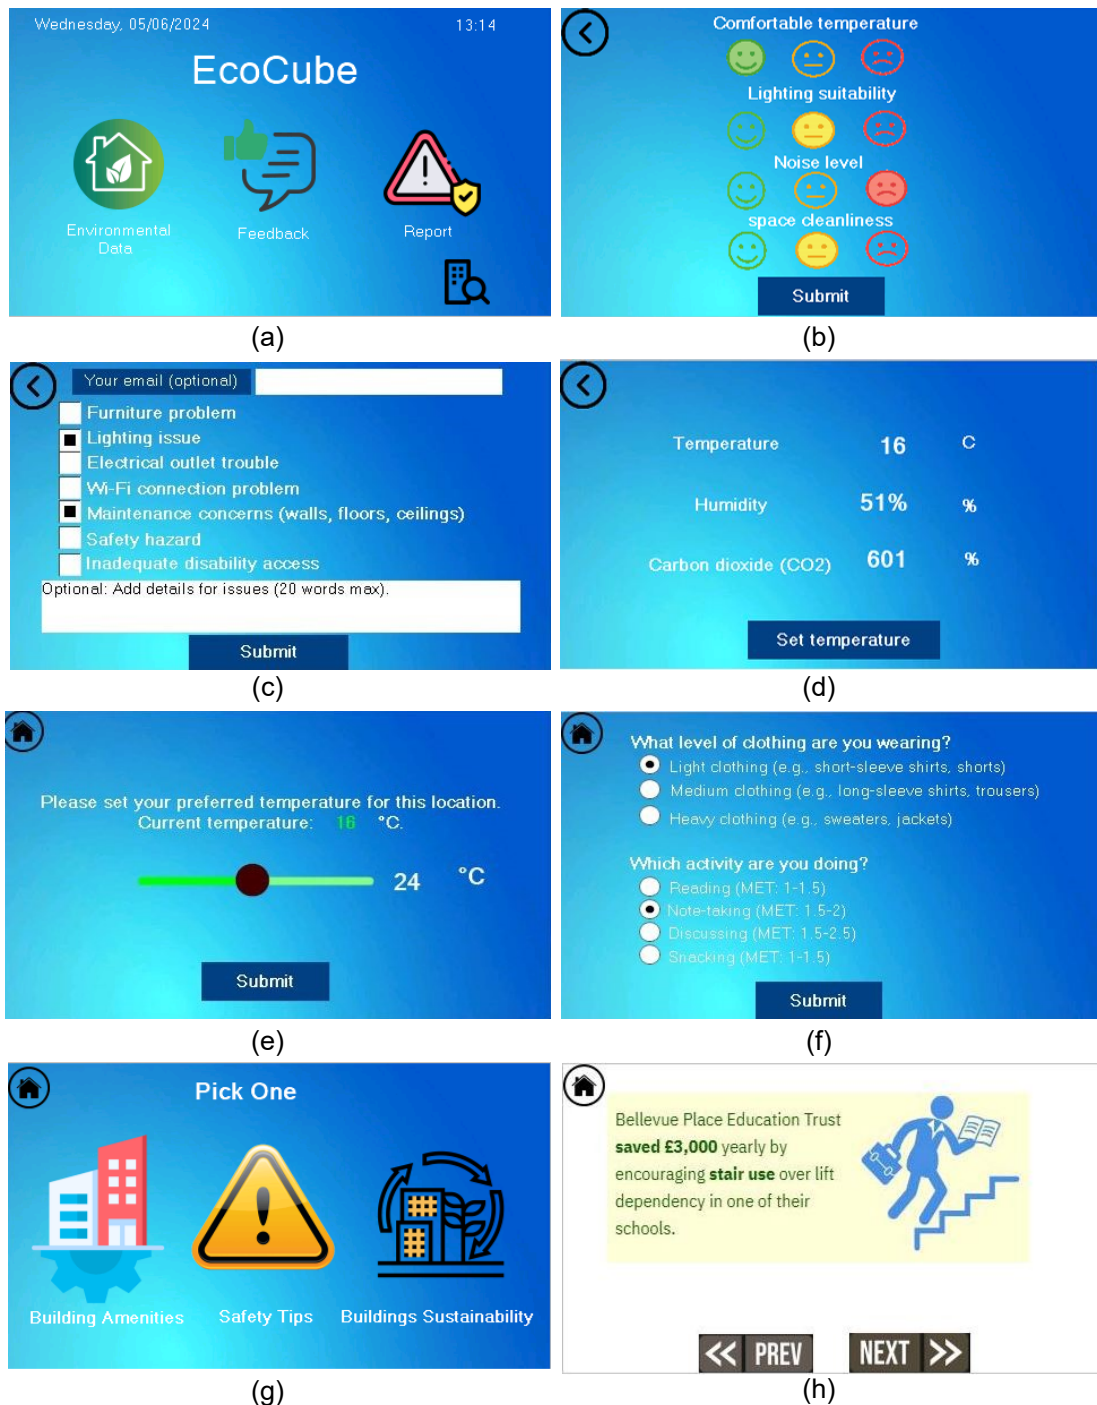 Wednesday, 05/06/2024 13:14
EcoCube
Environmental
Data
Feedback
Report
(a)
Comfortable temperature
Lighting suitability
Noise level
space cleanliness
Submit
(b)
Your email (optional)
Furniture problem
Lighting issue
Electrical outlet trouble
Wi-Fi connection problem
Maintenance concerns (walls, floors, ceilings)
Safety hazard
Inadequate disability access
Optional: Add details for issues (20 words max).
Submit
(c)
Temperature 16 C
Humidity 51% %
Carbon dioxide (CO2) 601 %
Set temperature
(d)
Please set your preferred temperature for this location.
Current temperature: 16 °C.
24 °C
Submit
(e)
What level of clothing are you wearing?
Light clothing (e.g., short-sleeve shirts, shorts)
Medium clothing (e.g., long-sleeve shirts, trousers)
Heavy clothing (e.g., sweaters, jackets)
Which activity are you doing?
Reading (MET: 1-1.5)
Note-taking (MET: 1.5-2)
Discussing (MET: 1.5-2.5)
Snacking (MET: 1-1.5)
Submit
(f)
Pick One
Building Amenities
Safety Tips
Buildings Sustainability
(g)
Bellevue Place Education Trust
saved £3,000 yearly by
encouraging stair use over lift
dependency in one of their
schools.
<< PREV
NEXT >>
(h)